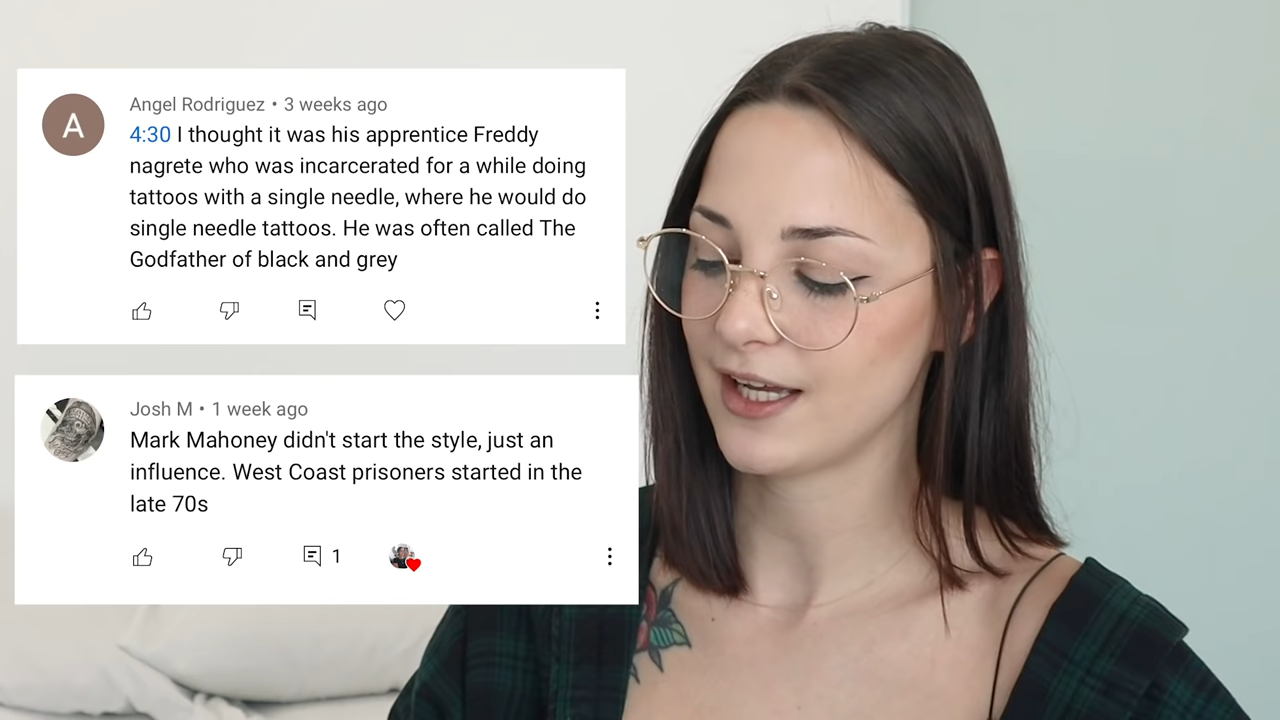 A
Angel Rodriguez • 3 weeks ago
4:30 I thought it was his apprentice Freddy
nagrete who was incarcerated for a while doing
tattoos with a single needle, where he would do
single needle tattoos. He was often called The
Godfather of black and grey
Josh M • 1 week ago
Mark Mahoney didn't start the style, just an
influence. West Coast prisoners started in the
late 70s
1